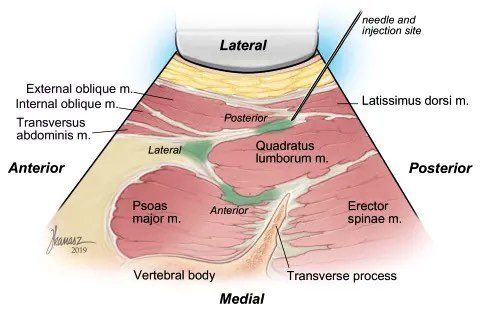 needle and
injection site
Lateral
External oblique m.
Internal oblique m.
Transversus
abdominis m.
Latissimus dorsi m.
Posterior
Lateral
Quadratus
lumborum m.
Anterior
Posterior
Psoas
major m.
Anterior
Erector
spinae m.
2019
Vertebral body
Transverse process
Medial